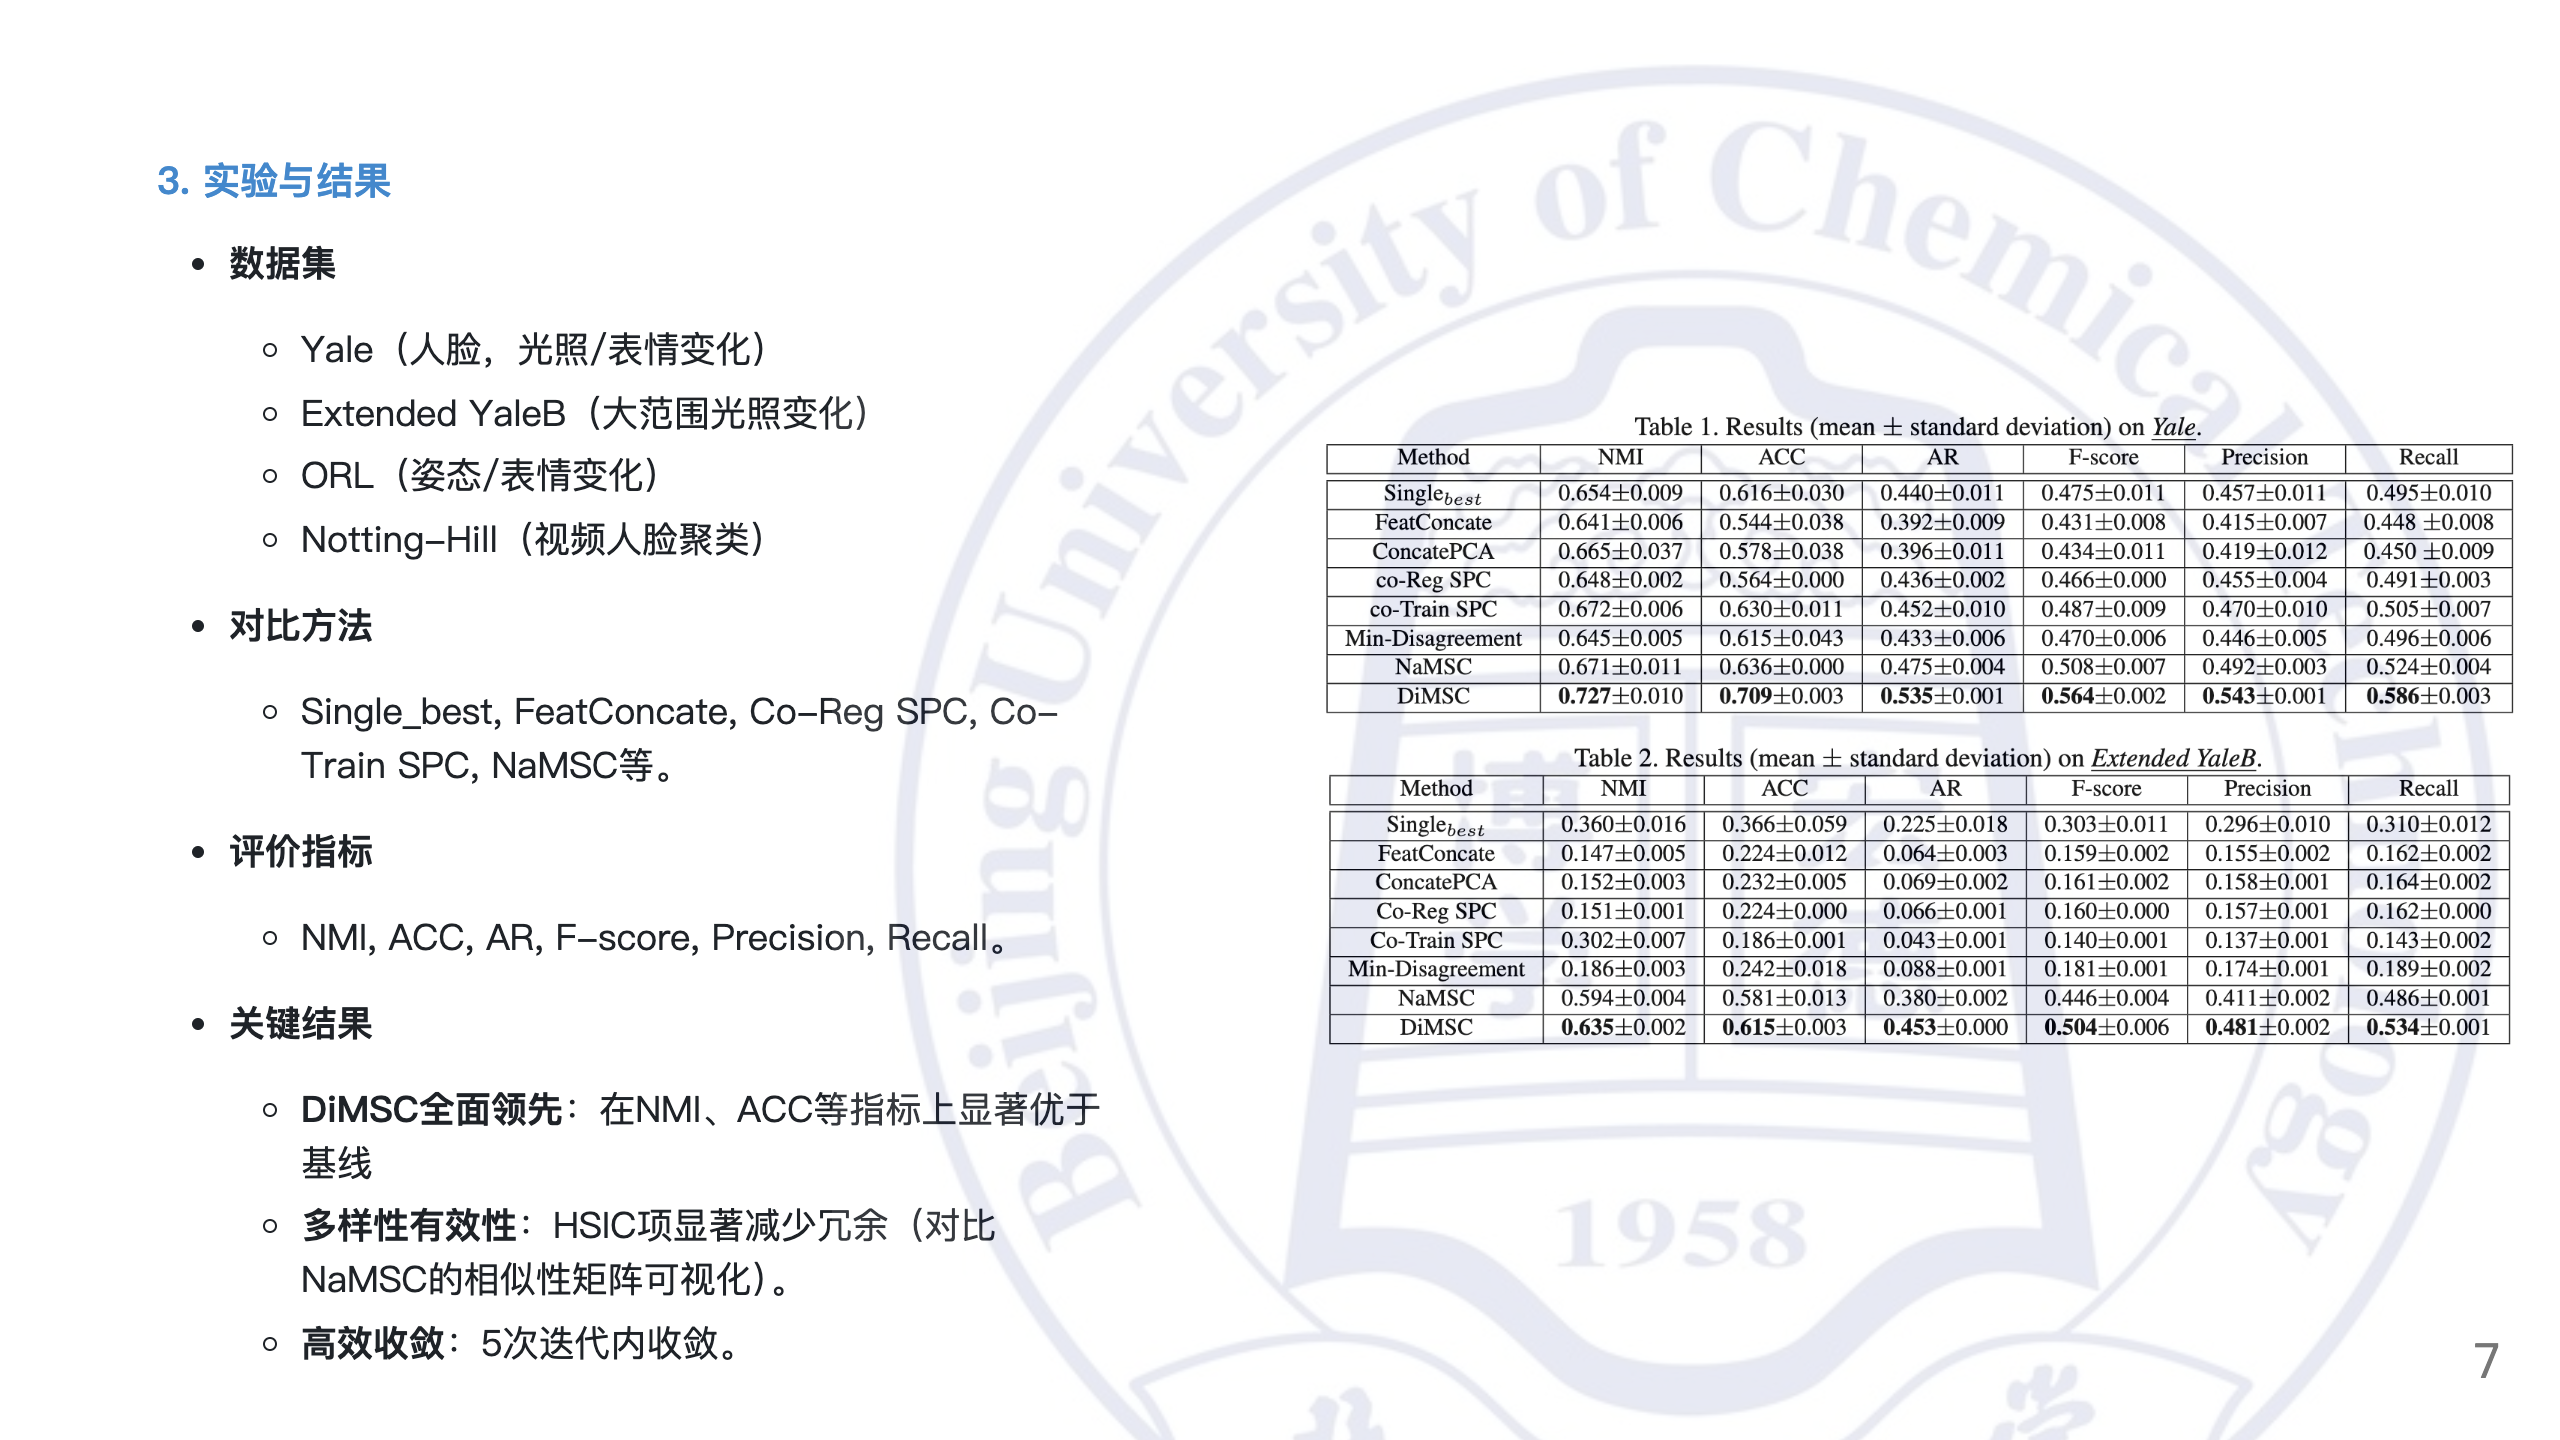 3. 实验与结果
• 数据集
○ Yale（人脸，光照/表情变化）
○ Extended YaleB（大范围光照变化）
○ ORL（姿态/表情变化）
○ Notting–Hill（视频人脸聚类）
• 对比方法
○ Single_best, FeatConcate, Co–Reg SPC, Co–
Train SPC, NaMSC等。
• 评价指标
○ NMI, ACC, AR, F–score, Precision, Recall。
• 关键结果
○ DiMSC全面领先：在NMI、ACC等指标上显著优于
基线
○ 多样性有效性：HSIC项显著减少冗余（对比
NaMSC的相似性矩阵可视化）。
○ 高效收敛：5次迭代内收敛。
Table 1. Results (mean ± standard deviation) on Yale.
Method NMI ACC AR F-score Precision Recall
Singlebest 0.654±0.009 0.616±0.030 0.440±0.011 0.475±0.011 0.457±0.011 0.495±0.010
FeatConcate 0.641±0.006 0.544±0.038 0.392±0.009 0.431±0.008 0.415±0.007 0.448 ±0.008
ConcatePCA 0.665±0.037 0.578±0.038 0.396±0.011 0.434±0.011 0.419±0.012 0.450 ±0.009
co-Reg SPC 0.648±0.002 0.564±0.000 0.436±0.002 0.466±0.000 0.455±0.004 0.491±0.003
co-Train SPC 0.672±0.006 0.630±0.011 0.452±0.010 0.487±0.009 0.470±0.010 0.505±0.007
Min-Disagreement 0.645±0.005 0.615±0.043 0.433±0.006 0.470±0.006 0.446±0.005 0.496±0.006
NaMSC 0.671±0.011 0.636±0.000 0.475±0.004 0.508±0.007 0.492±0.003 0.524±0.004
DiMSC 0.727±0.010 0.709±0.003 0.535±0.001 0.564±0.002 0.543±0.001 0.586±0.003
Table 2. Results (mean ± standard deviation) on Extended YaleB.
Method NMI ACC AR F-score Precision Recall
Singlebest 0.360±0.016 0.366±0.059 0.225±0.018 0.303±0.011 0.296±0.010 0.310±0.012
FeatConcate 0.147±0.005 0.224±0.012 0.064±0.003 0.159±0.002 0.155±0.002 0.162±0.002
ConcatePCA 0.152±0.003 0.232±0.005 0.069±0.002 0.161±0.002 0.158±0.001 0.164±0.002
Co-Reg SPC 0.151±0.001 0.224±0.000 0.066±0.001 0.160±0.000 0.157±0.001 0.162±0.000
Co-Train SPC 0.302±0.007 0.186±0.001 0.043±0.001 0.140±0.001 0.137±0.001 0.143±0.002
Min-Disagreement 0.186±0.003 0.242±0.018 0.088±0.001 0.181±0.001 0.174±0.001 0.189±0.002
NaMSC 0.594±0.004 0.581±0.013 0.380±0.002 0.446±0.004 0.411±0.002 0.486±0.001
DiMSC 0.635±0.002 0.615±0.003 0.453±0.000 0.504±0.006 0.481±0.002 0.534±0.001
Beijing University of Chemical Technology
1958
7